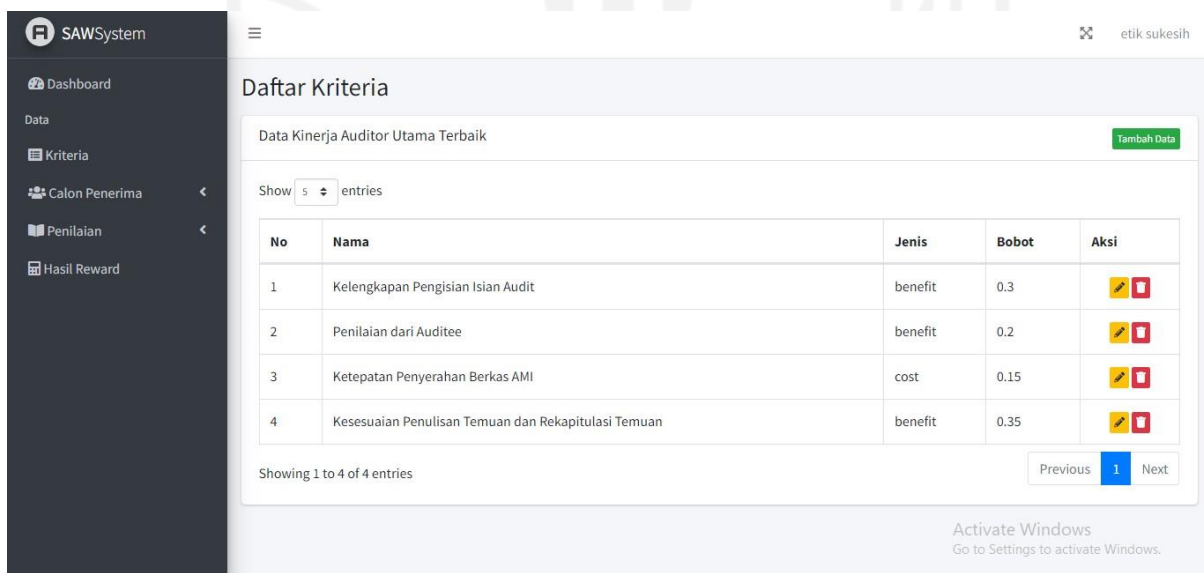 SAWSystem
etik sukesih
Dashboard
Data
Kriteria
Calon Penerima
Penilaian
Hasil Reward
Daftar Kriteria
Data Kinerja Auditor Utama Terbaik
Tambah Data
Show 5 entries
No Nama Jenis Bobot Aksi
1 Kelengkapan Pengisian Isian Audit benefit 0.3
2 Penilaian dari Auditee benefit 0.2
3 Ketepatan Penyerahan Berkas AMI cost 0.15
4 Kesesuaian Penulisan Temuan dan Rekapitulasi Temuan benefit 0.35
Showing 1 to 4 of 4 entries
Previous 1 Next
Activate Windows
Go to Settings to activate Windows.